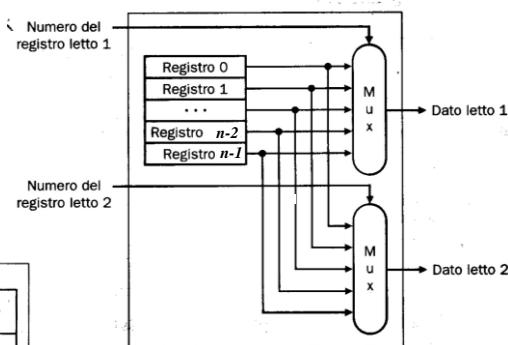 Numero del
registro letto 1
Registro 0
Registro 1
...
Registro n-2
Registro n-1
M
u
x
Dato letto 1
Numero del
registro letto 2
M
u
x
Dato letto 2